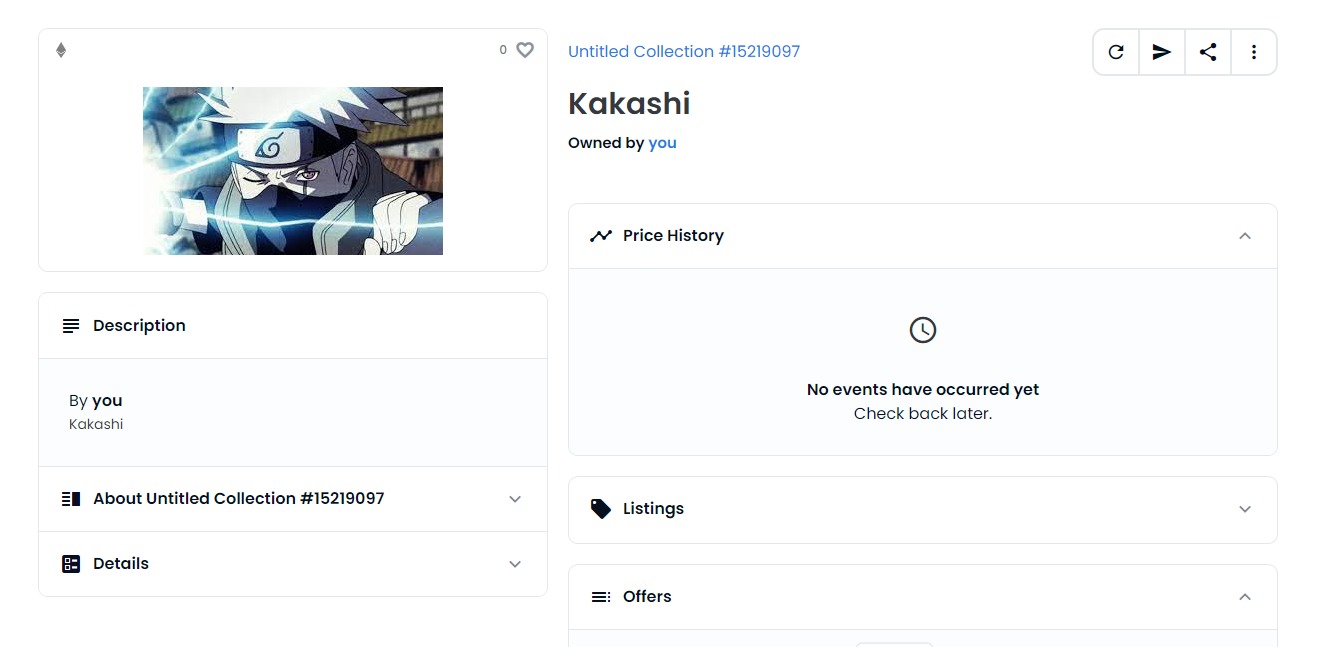 0
Untitled Collection #15219097
Kakashi
Owned by you
Price History
No events have occurred yet
Check back later.
Description
By you
Kakashi
About Untitled Collection #15219097
Details
Listings
Offers